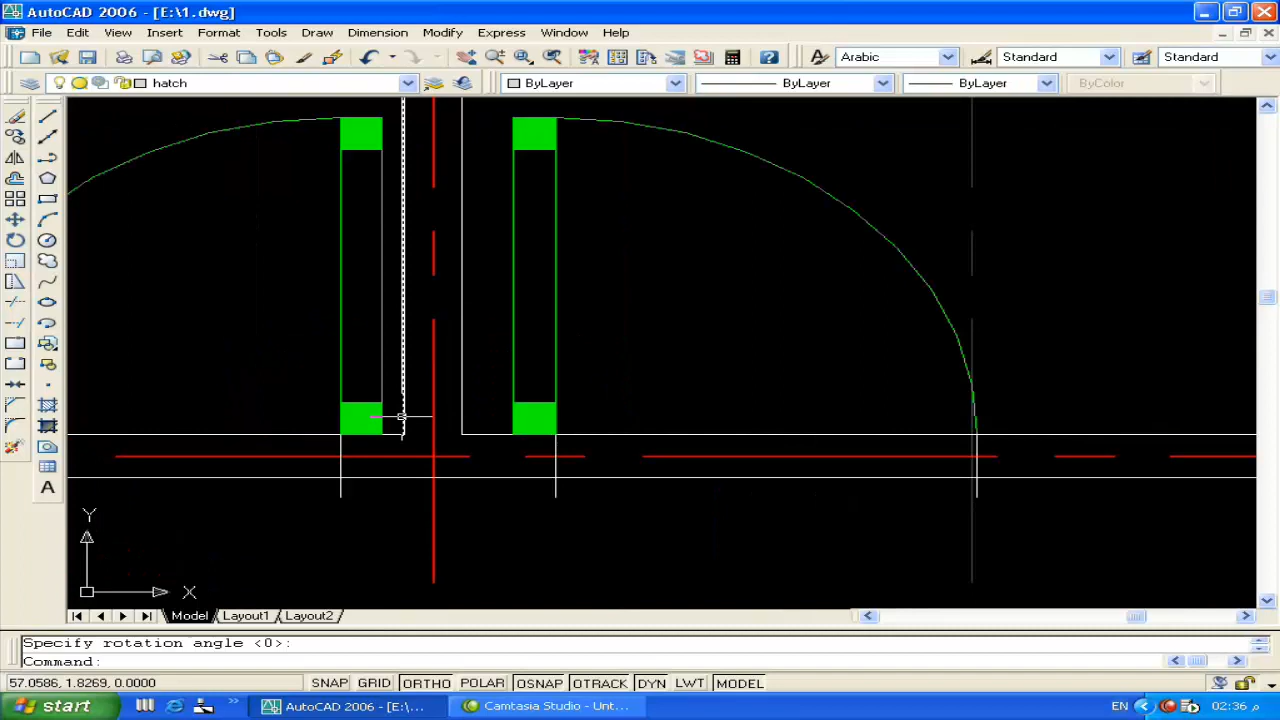 AutoCAD 2006 - [E:\1.dwg]
File Edit View Insert Format Tools Draw Dimension Modify Express Window Help
Arabic Standard Standard
hatch ByLayer ByLayer ByLayer ByColor
Y
X
Model Layout1 Layout2
Specify rotation angle <0>:
Command:
57.0586, 1.8269, 0.0000 SNAP GRID ORTHO POLAR OSNAP OTRACK DYN LWT MODEL
start AutoCAD 2006 - [E:\... Camtasia Studio - Unt... EN 02:36 م